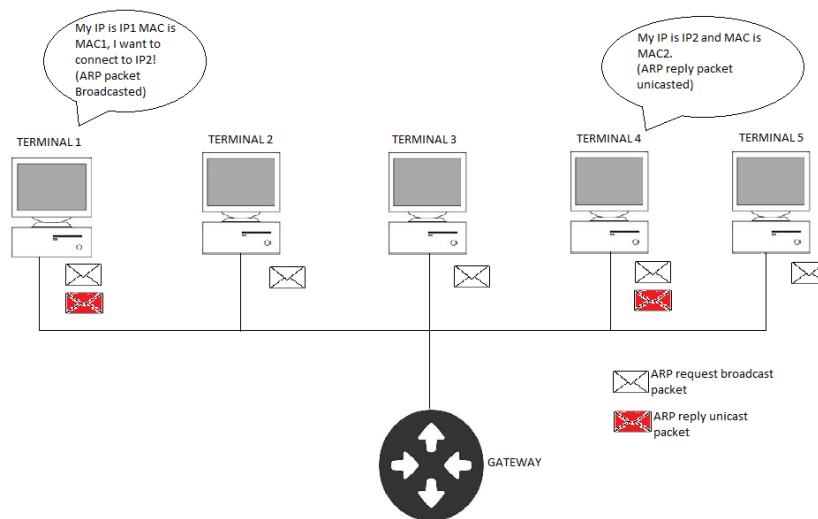 My IP is IP1 MAC is
MAC1, I want to
connect to IP2!
(ARP packet
Broadcasted)
My IP is IP2 and MAC is
MAC2.
(ARP reply packet
unicasted)
TERMINAL 1
TERMINAL 2
TERMINAL 3
TERMINAL 4
TERMINAL 5
ARP request broadcast
packet
ARP reply unicast
packet
GATEWAY